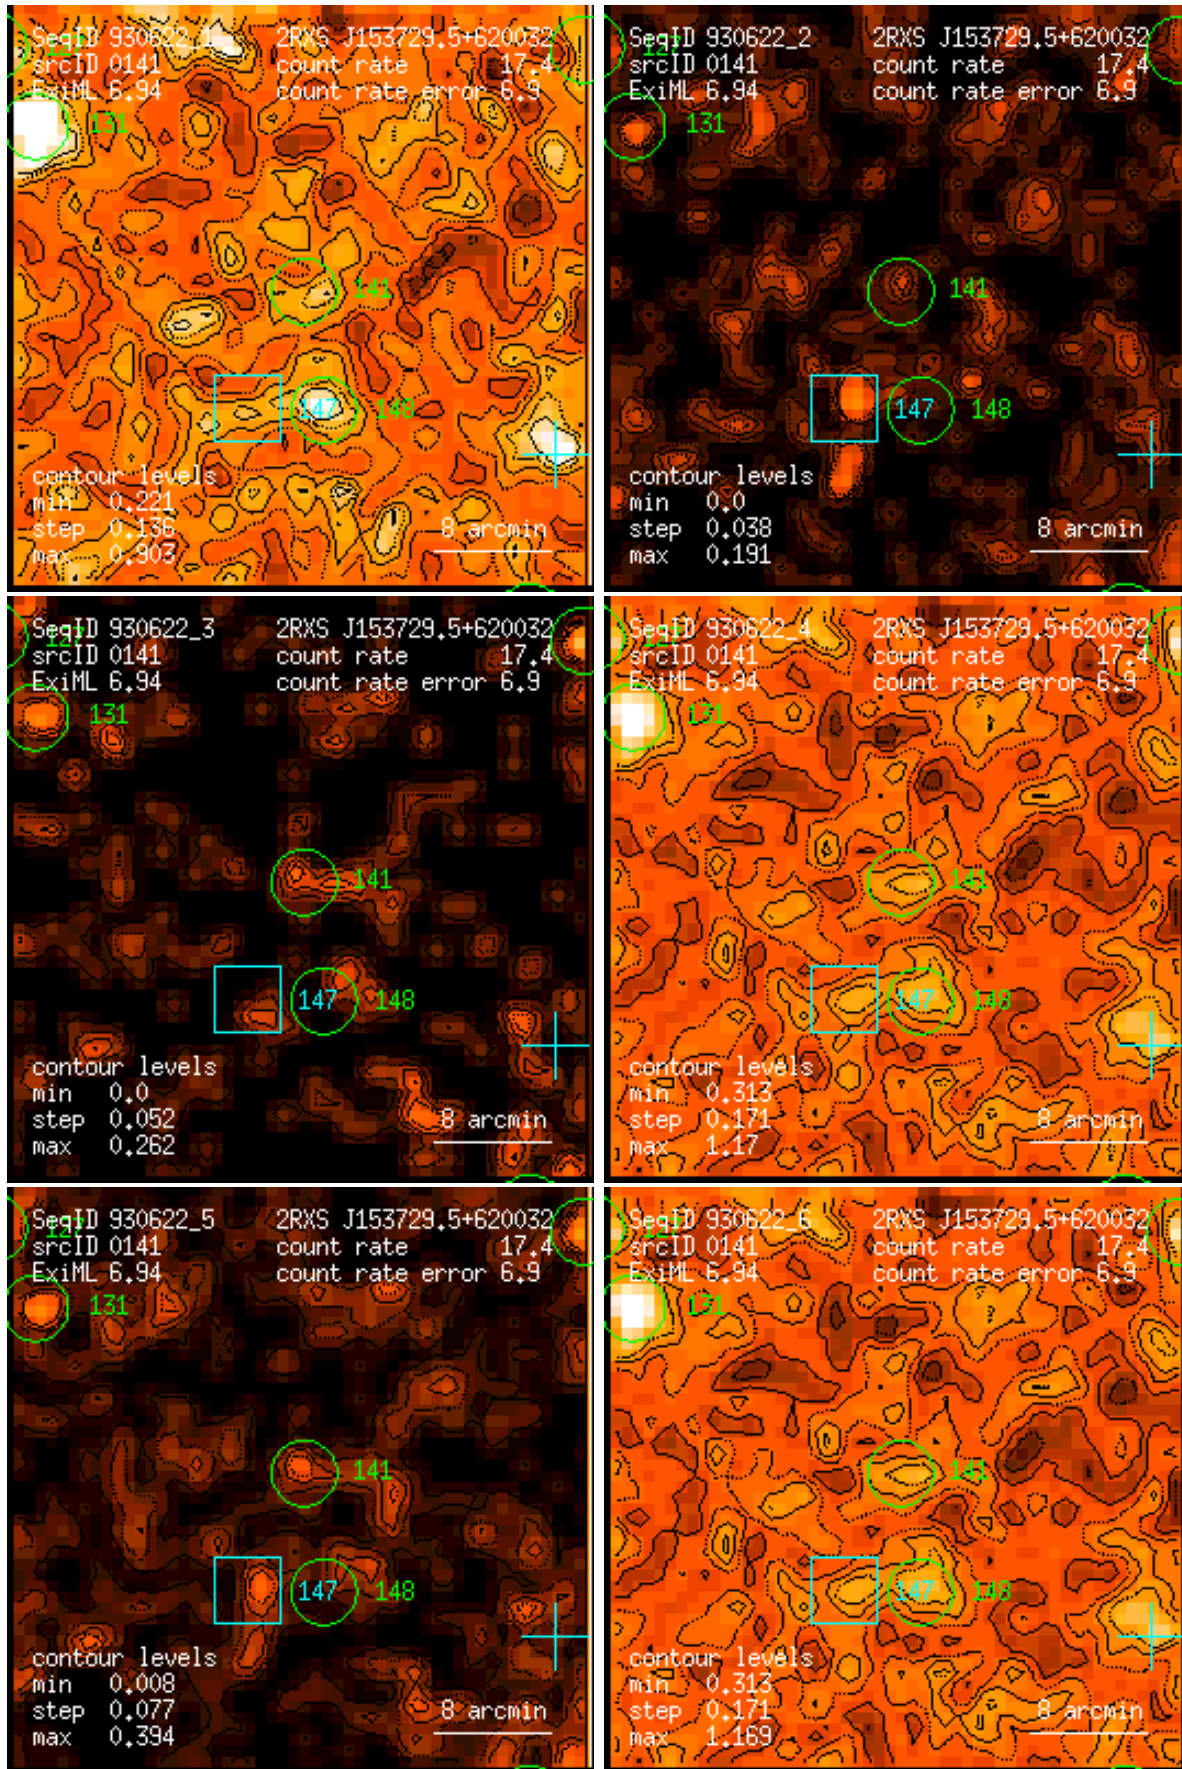 SeqID 930622_1 2RXS J153729.5+620032
srcID 0141 count rate 17.4
ExiML 6.94 count rate error 6.9
131
141
147 148
contour levels
min 0.221
step 0.136
max 0.903
8 arcmin
SeqID 930622_2 2RXS J153729.5+620032
srcID 0141 count rate 17.4
ExiML 6.94 count rate error 6.9
131
141
147 148
contour levels
min 0.0
step 0.038
max 0.191
8 arcmin
SeqID 930622_3 2RXS J153729.5+620032
srcID 0141 count rate 17.4
ExiML 6.94 count rate error 6.9
131
141
147 148
contour levels
min 0.0
step 0.052
max 0.262
8 arcmin
SeqID 930622_4 2RXS J153729.5+620032
srcID 0141 count rate 17.4
ExiML 6.94 count rate error 6.9
131
141
147 148
contour levels
min 0.313
step 0.171
max 1.17
8 arcmin
SeqID 930622_5 2RXS J153729.5+620032
srcID 0141 count rate 17.4
ExiML 6.94 count rate error 6.9
131
141
147 148
contour levels
min 0.008
step 0.077
max 0.394
8 arcmin
SeqID 930622_6 2RXS J153729.5+620032
srcID 0141 count rate 17.4
ExiML 6.94 count rate error 6.9
131
141
147 148
contour levels
min 0.313
step 0.171
max 1.169
8 arcmin